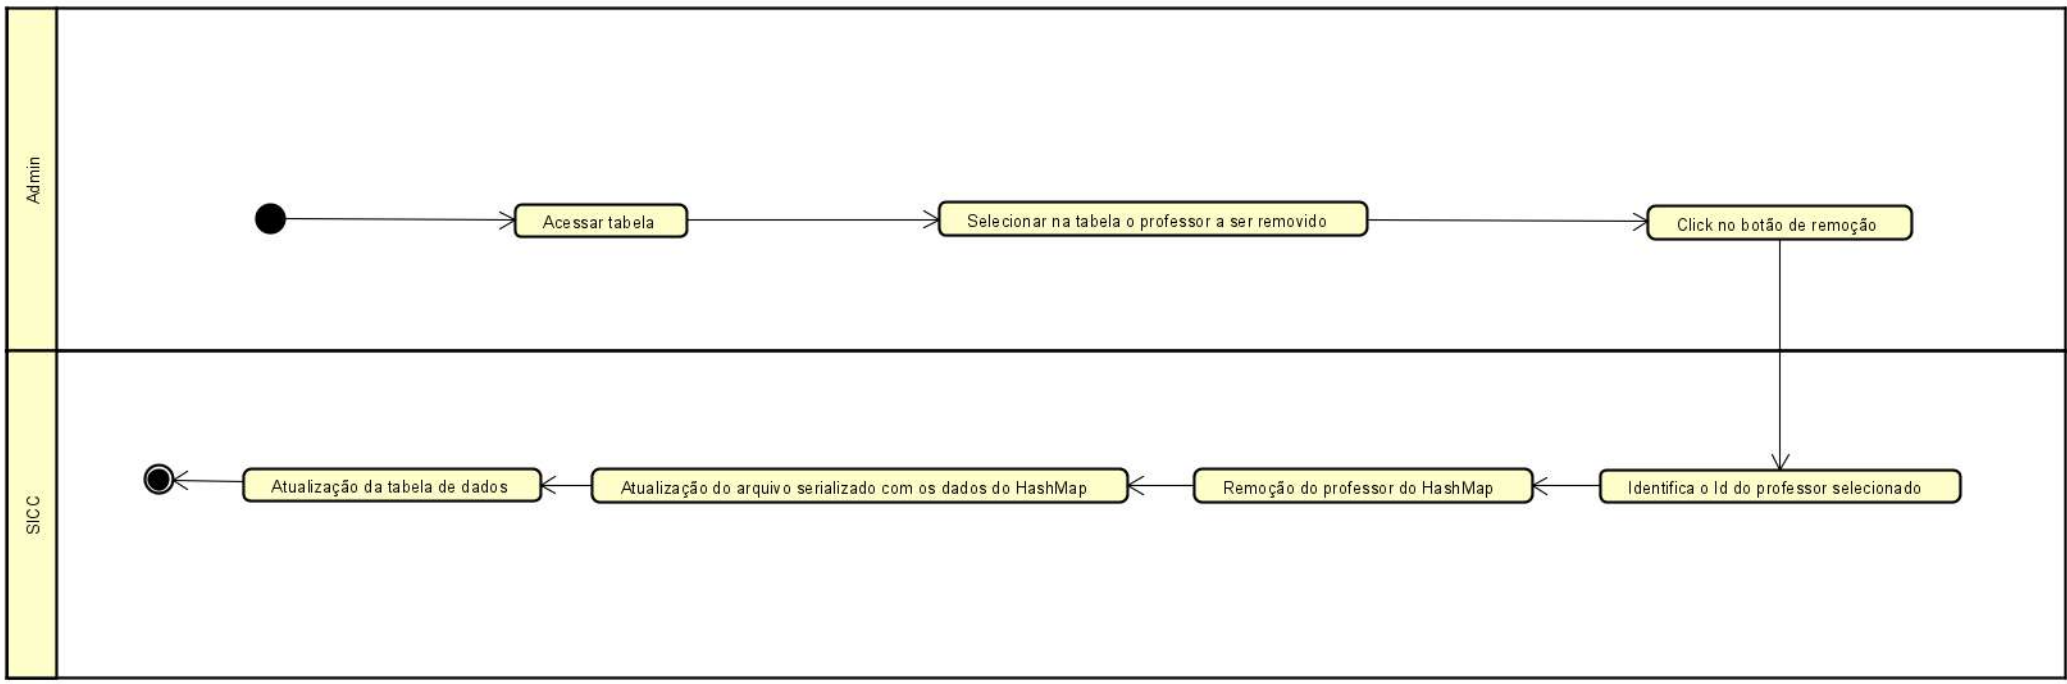 Admin
Acessar tabela
Selecionar na tabela o professor a ser removido
Click no botão de remoção
SICC
Atualização da tabela de dados
Atualização do arquivo serializado com os dados do HashMap
Remoção do professor do HashMap
Identifica o Id do professor selecionado